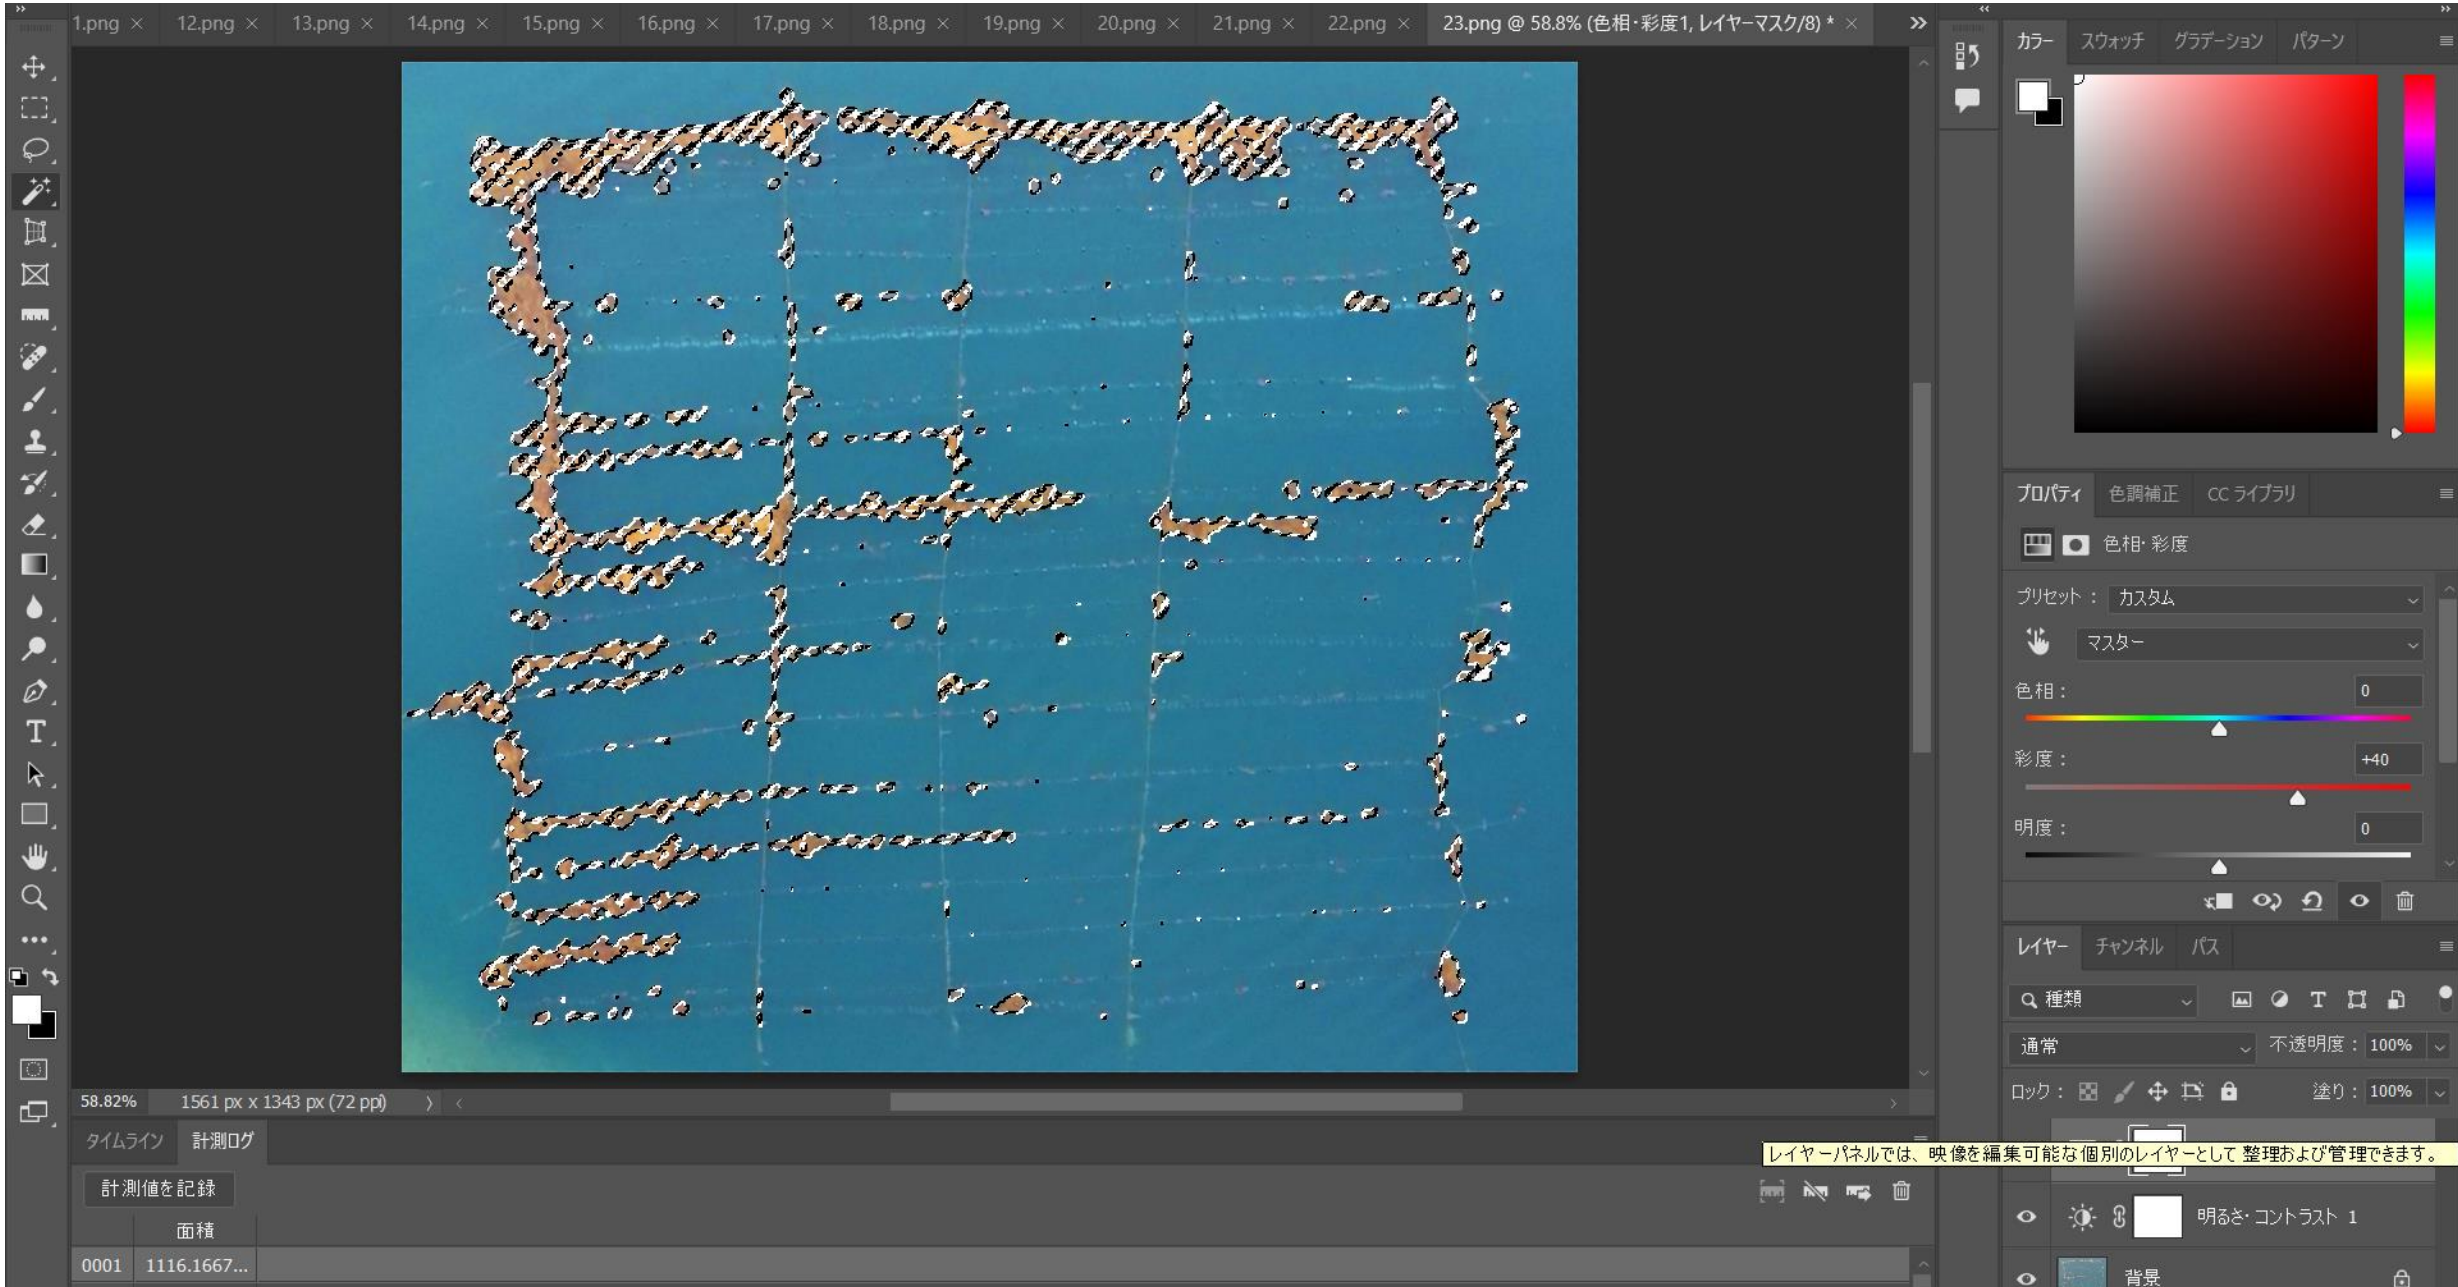 1.png × 12.png × 13.png × 14.png × 15.png × 16.png × 17.png × 18.png × 19.png × 20.png × 21.png × 22.png × 23.png @ 58.8% (色相・彩度1, レイヤーマスク/8) * ×
カラー スウォッチ グラデーション パターン
プロパティ 色調補正 CC ライブラリ
色相・彩度
プリセット： カスタム
マスター
色相： 0
彩度： +40
明度： 0
レイヤー チャンネル パス
種類
通常 不透明度： 100%
ロック： 塗り： 100%
58.82% 1561 px x 1343 px (72 ppi)
タイムライン 計測ログ
レイヤーパネルでは、映像を編集可能な個別のレイヤーとして 整理および管理できます。
計測値を記録
面積
明るさ・コントラスト 1
0001 1116.1667...
背景